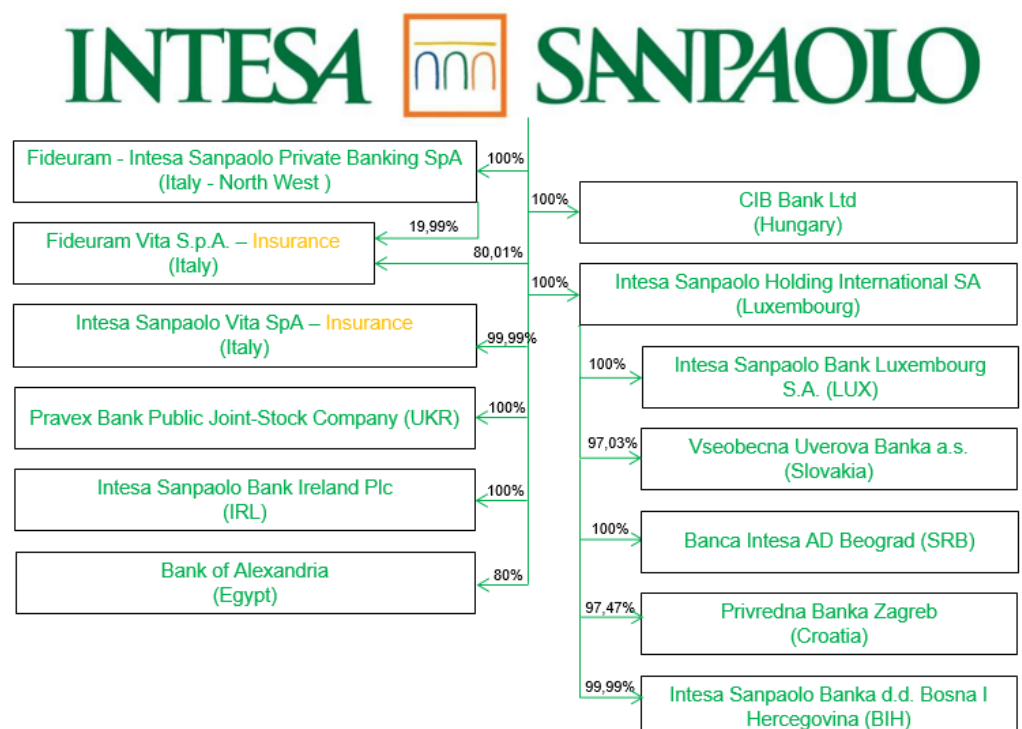 INTESA SANPAOLO
Fideuram - Intesa Sanpaolo Private Banking SpA
(Italy - North West )
100%
19,99%
Fideuram Vita S.p.A. – Insurance
(Italy)
80,01%
Intesa Sanpaolo Vita SpA – Insurance
(Italy)
99,99%
Pravex Bank Public Joint-Stock Company (UKR)
100%
Intesa Sanpaolo Bank Ireland Plc
(IRL)
100%
Bank of Alexandria
(Egypt)
80%
100%
CIB Bank Ltd
(Hungary)
100%
Intesa Sanpaolo Holding International SA
(Luxembourg)
100%
Intesa Sanpaolo Bank Luxembourg
S.A. (LUX)
97,03%
Vseobecna Uverova Banka a.s.
(Slovakia)
100%
Banca Intesa AD Beograd (SRB)
97,47%
Privredna Banka Zagreb
(Croatia)
99,99%
Intesa Sanpaolo Banka d.d. Bosna I
Hercegovina (BIH)